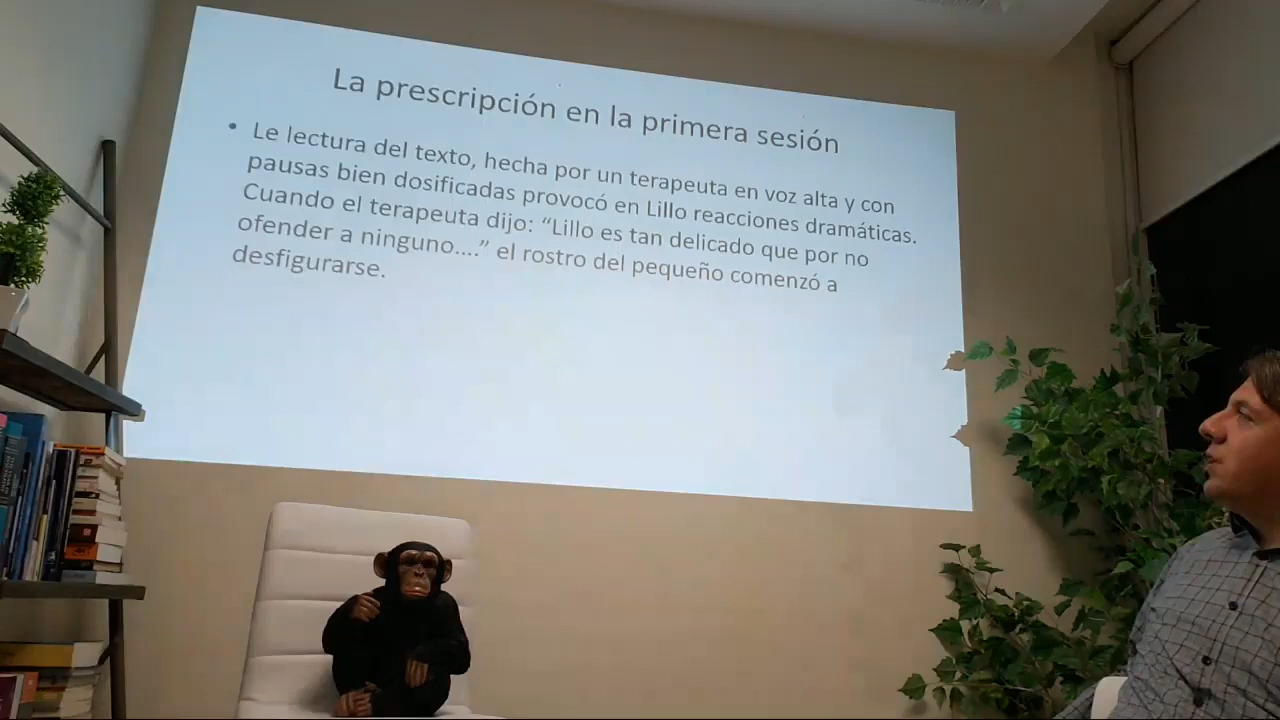 La prescripción en la primera sesión
• Le lectura del texto, hecha por un terapeuta en voz alta y con
pausas bien dosificadas provocó en Lillo reacciones dramáticas.
Cuando el terapeuta dijo: “Lillo es tan delicado que por no
ofender a ninguno....” el rostro del pequeño comenzó a
desfigurarse.